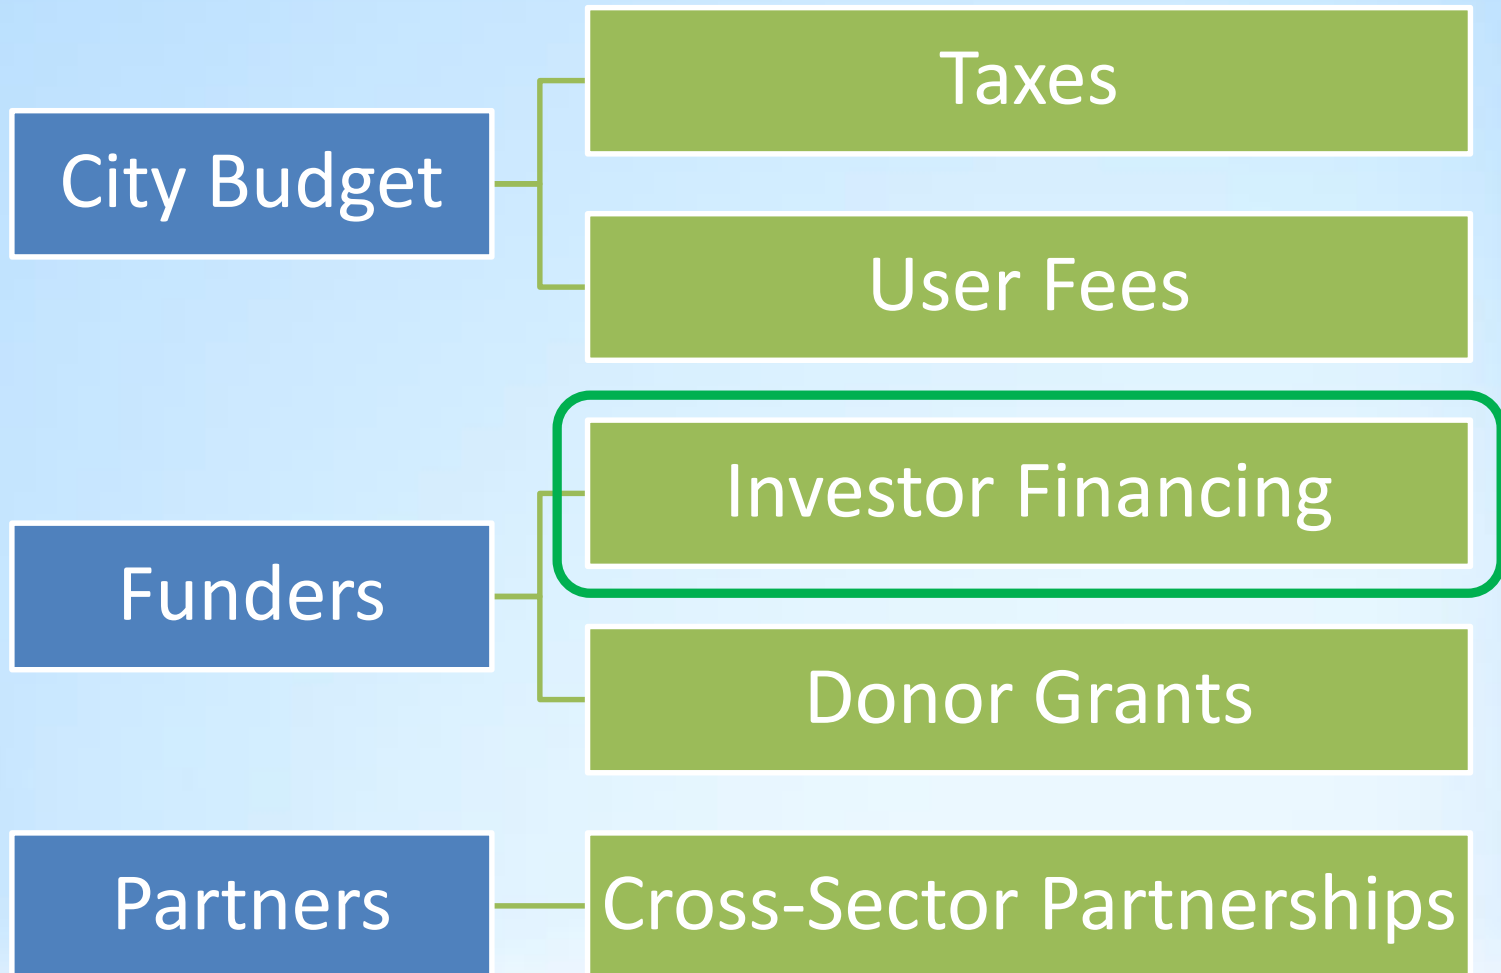 City Budget
Taxes
User Fees
Funders
Investor Financing
Donor Grants
Partners
Cross-Sector Partnerships